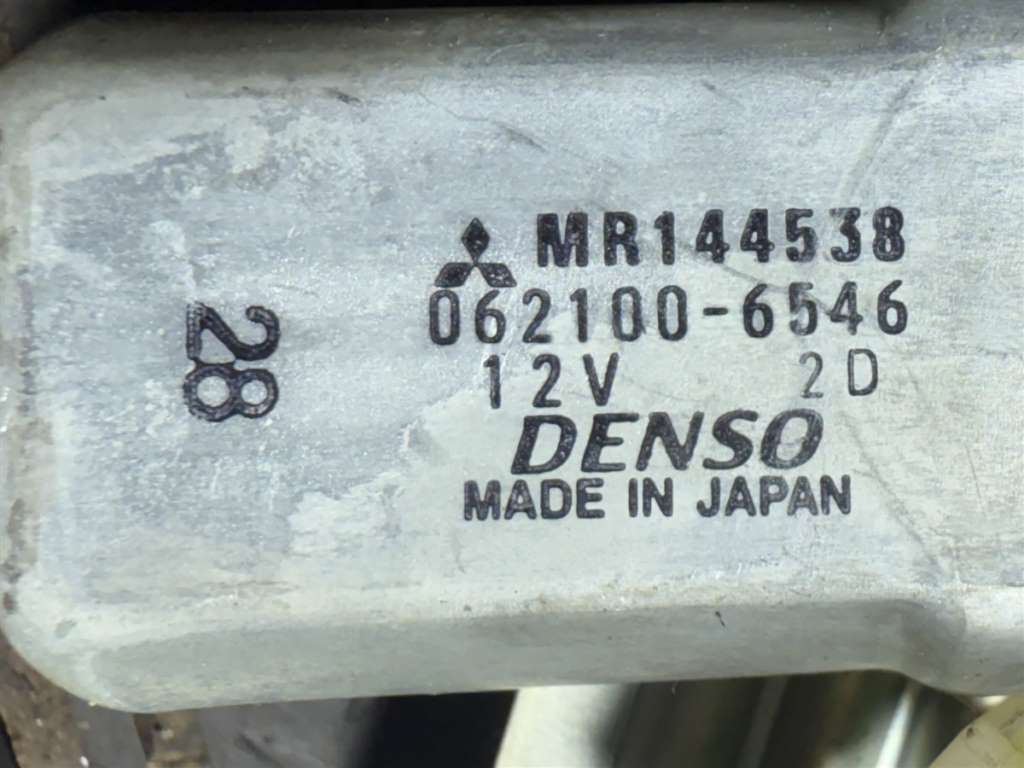 MR144538
062100-6546
12V 2D
DENSO
MADE IN JAPAN
28